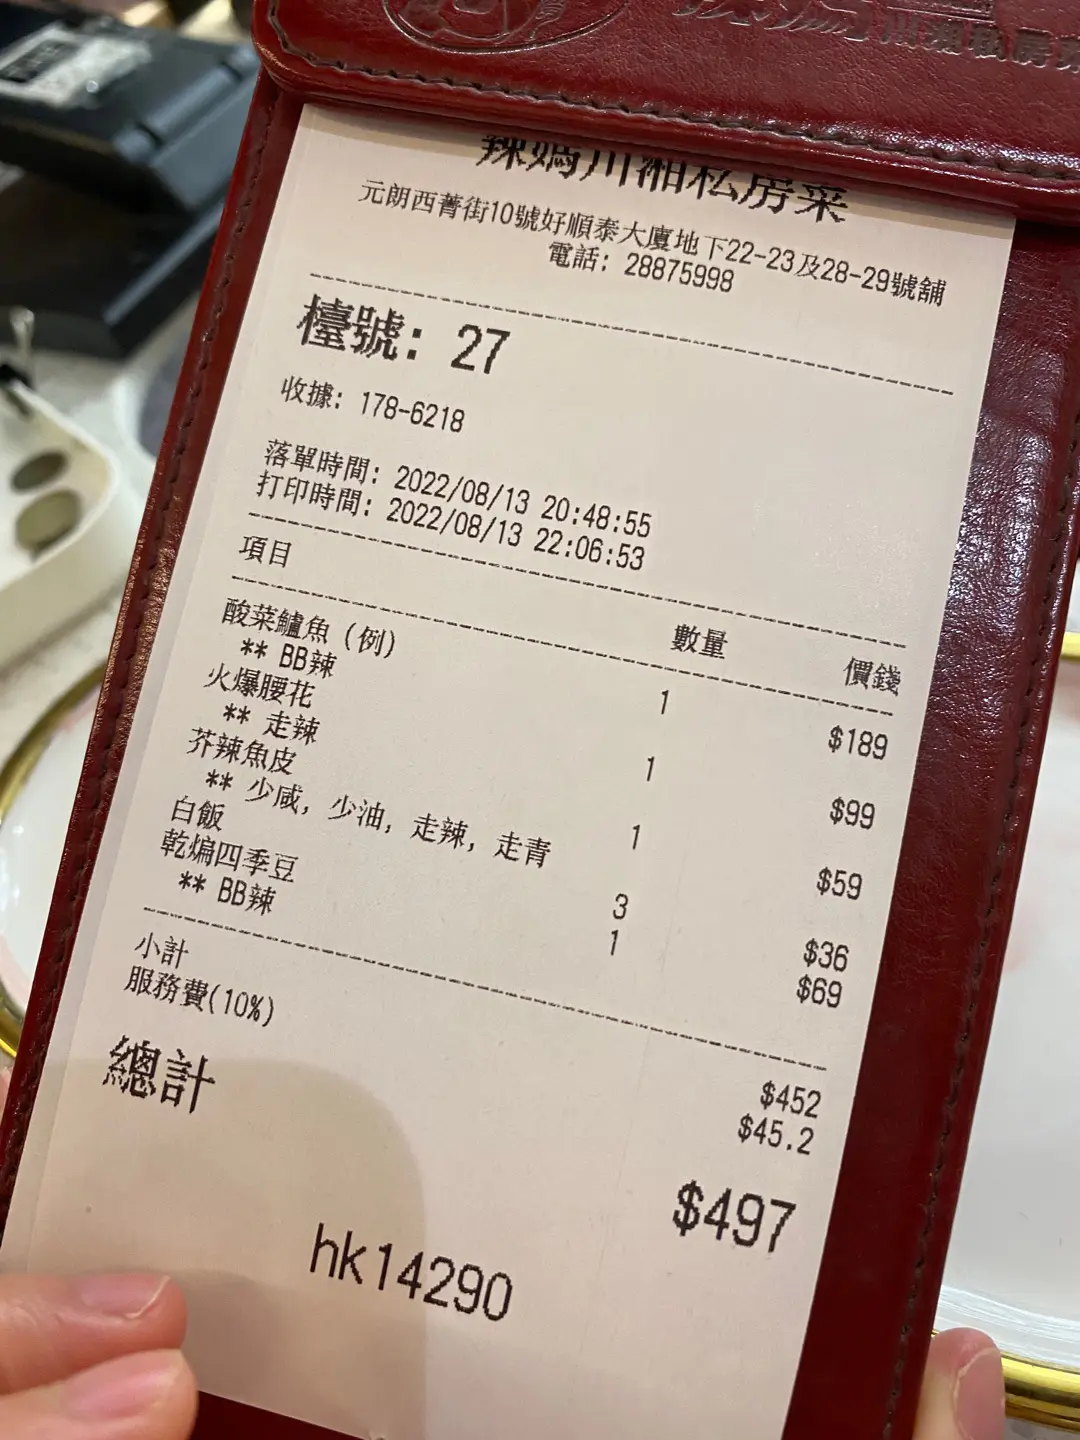 川湘私房菜
辣媽川湘私房菜
元朗西菁街10號好順泰大廈地下22-23及28-29號舖
電話: 28875998
檯號: 27
收據: 178-6218
落單時間: 2022/08/13 20:48:55
打印時間: 2022/08/13 22:06:53
項目 數量 價錢
酸菜鱸魚 (例) 1 $189
** BB辣
火爆腰花 1 $99
** 走辣
芥辣魚皮 1 $59
** 少咸, 少油, 走辣, 走青
白飯 3 $36
乾煸四季豆 1 $69
** BB辣
小計 $452
服務費(10%) $45.2
總計 $497
hk14290